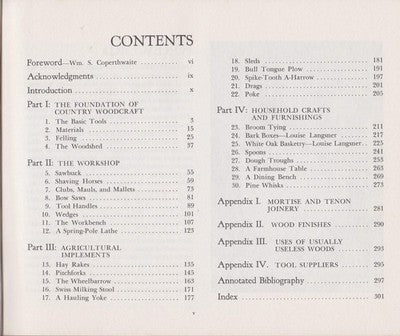 CONTENTS
Foreword—Wm. S. Coperthwaite ........... vi
Acknowledgments ........... ix
Introduction ........... x
Part I: THE FOUNDATION OF
COUNTRY WOODCRAFT
1. The Basic Tools ........... 3
2. Materials ........... 15
3. Felling ........... 25
4. The Woodshed ........... 37
Part II: THE WORKSHOP
5. Sawbuck ........... 55
6. Shaving Horses ........... 59
7. Clubs, Mauls, and Mallets ........... 73
8. Bow Saws ........... 81
9. Tool Handles ........... 89
10. Wedges ........... 101
11. The Workbench ........... 107
12. A Spring-Pole Lathe ........... 123
Part III: AGRICULTURAL
IMPLEMENTS
13. Hay Rakes ........... 135
14. Pitchforks ........... 145
15. The Wheelbarrow ........... 163
16. Swiss Milking Stool ........... 171
17. A Hauling Yoke ........... 177
18. Sleds ........... 181
19. Bull Tongue Plow ........... 191
20. Spike-Tooth A-Harrow ........... 197
21. Drags ........... 201
22. Poke ........... 205
Part IV: HOUSEHOLD CRAFTS
AND FURNISHINGS
23. Broom Tying ........... 211
24. Bark Boxes—Louise Langsner ........... 217
25. White Oak Basketry—Louise Langsner ........... 225
26. Spoons ........... 241
27. Dough Troughs ........... 253
28. A Farmhouse Table ........... 263
29. A Dining Bench ........... 269
30. Pine Whisks ........... 273
Appendix I. MORTISE AND TENON
JOINERY ........... 281
Appendix II. WOOD FINISHES ........... 290
Appendix III. USES OF USUALLY
USELESS WOODS ........... 293
Appendix IV. TOOL SUPPLIERS ........... 295
Annotated Bibliography ........... 297
Index ........... 301
v